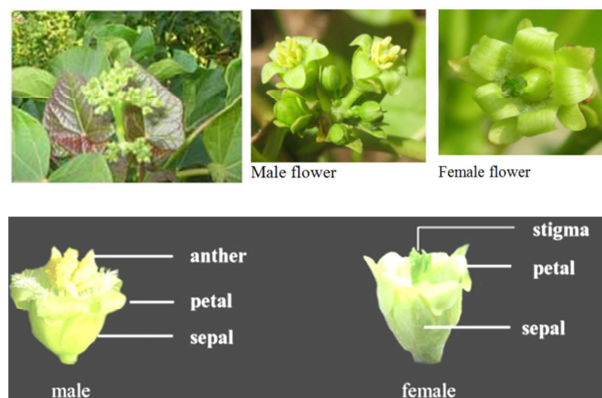 Male flower
Female flower
anther
petal
sepal
male
stigma
petal
sepal
female